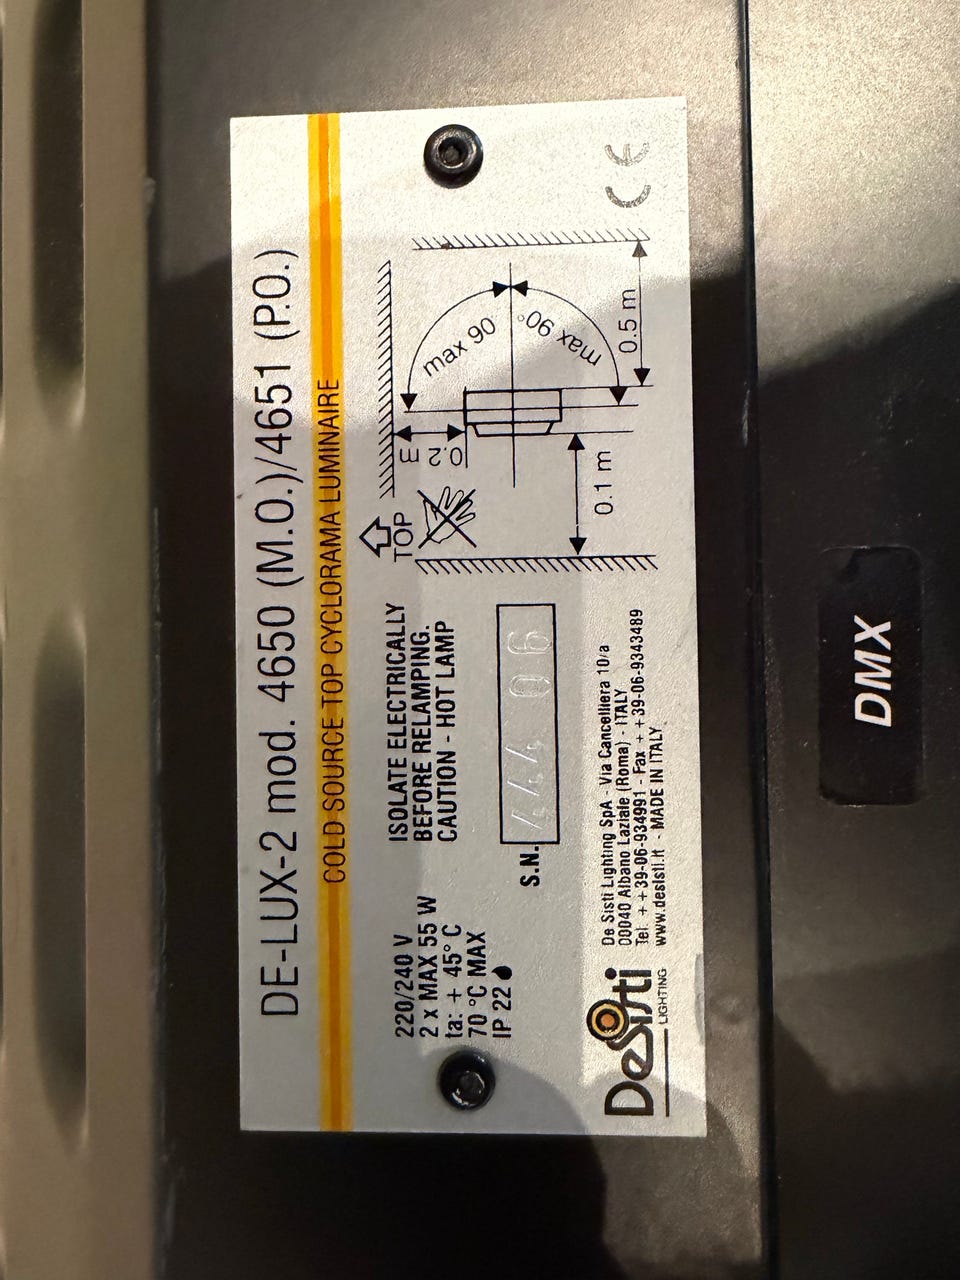 DE-LUX-2 mod. 4650 (M.O.)/4651 (P.O.)
COLD SOURCE TOP CYCLORAMA LUMINAIRE
220/240 V
2 x MAX 55 W
ta: + 45° C
70 °C MAX
IP 22
ISOLATE ELECTRICALLY
BEFORE RELAMPING.
CAUTION - HOT LAMP
S.N.
TOP
0.2 m
max 90°
max 90°
0.1 m
0.5 m
CE
DeSisti
LIGHTING
De Sisti Lighting SpA - Via Cancelliera 10/a
00040 Albano Laziale (Roma) - ITALY
Tel. ++39-06-934991 - Fax ++39-06-9343489
www.desisti.it - MADE IN ITALY
DMX